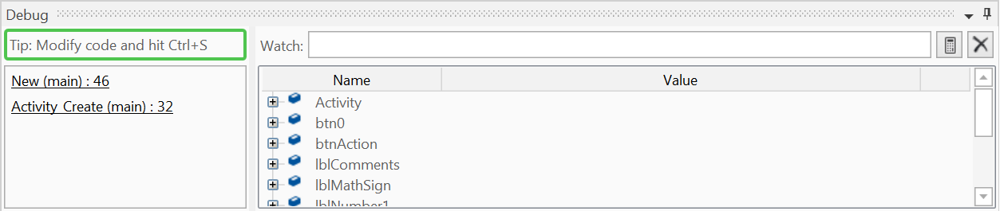 Debug
Tip: Modify code and hit Ctrl+S
New (main) : 46
Activity_Create (main) : 32
Watch:
Name Value
Activity
btn0
btnAction
lblComments
lblMathSign
lblNumber1